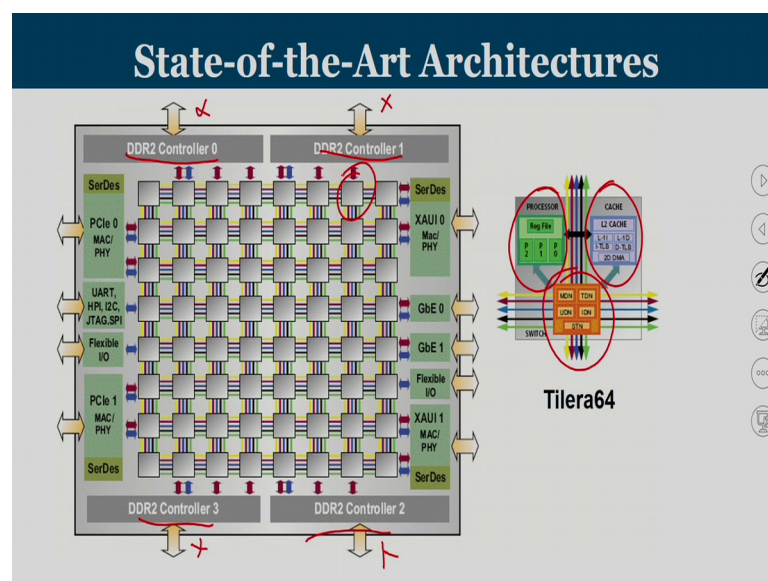 State-of-the-Art Architectures
DDR2 Controller 0
DDR2 Controller 1
SerDes
PCIe 0
MAC/
PHY
UART,
HPI, I2C,
JTAG,SPI
Flexible
I/O
PCIe 1
MAC/
PHY
SerDes
SerDes
XAUI 0
Mac/
PHY
GbE 0
GbE 1
Flexible
I/O
XAUI 1
MAC/
PHY
SerDes
DDR2 Controller 3
DDR2 Controller 2
PROCESSOR
Reg File
P 2
P 1
P 0
CACHE
L2 CACHE
L-1I L-1D
I-TLB D-TLB
2D DMA
MDN TDN
UDN IDN
STN
SWITCH
Tilera64